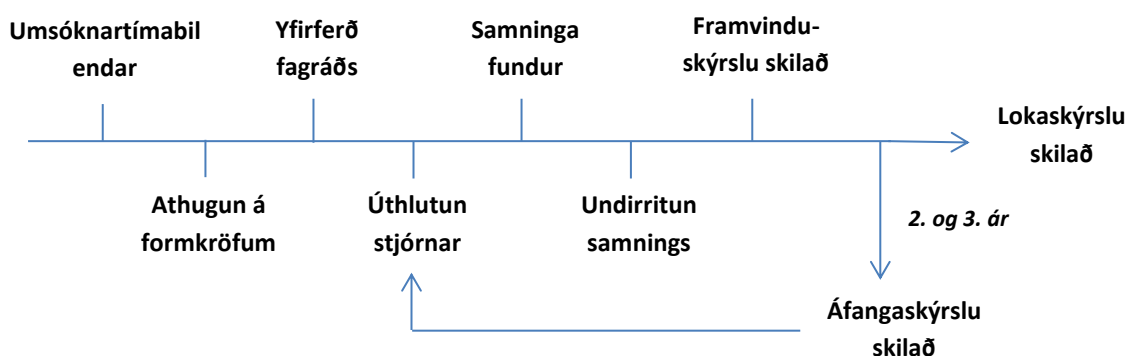 Umsóknartímabil
endar
Yfirferð
fagráðs
Samninga
fundur
Framvindu-
skýrslu skilað
Lokaskýrslu
skilað
Athugun á
formkröfum
Úthlutun
stjórnar
Undirritun
samnings
2. og 3. ár
Áfangaskýrslu
skilað